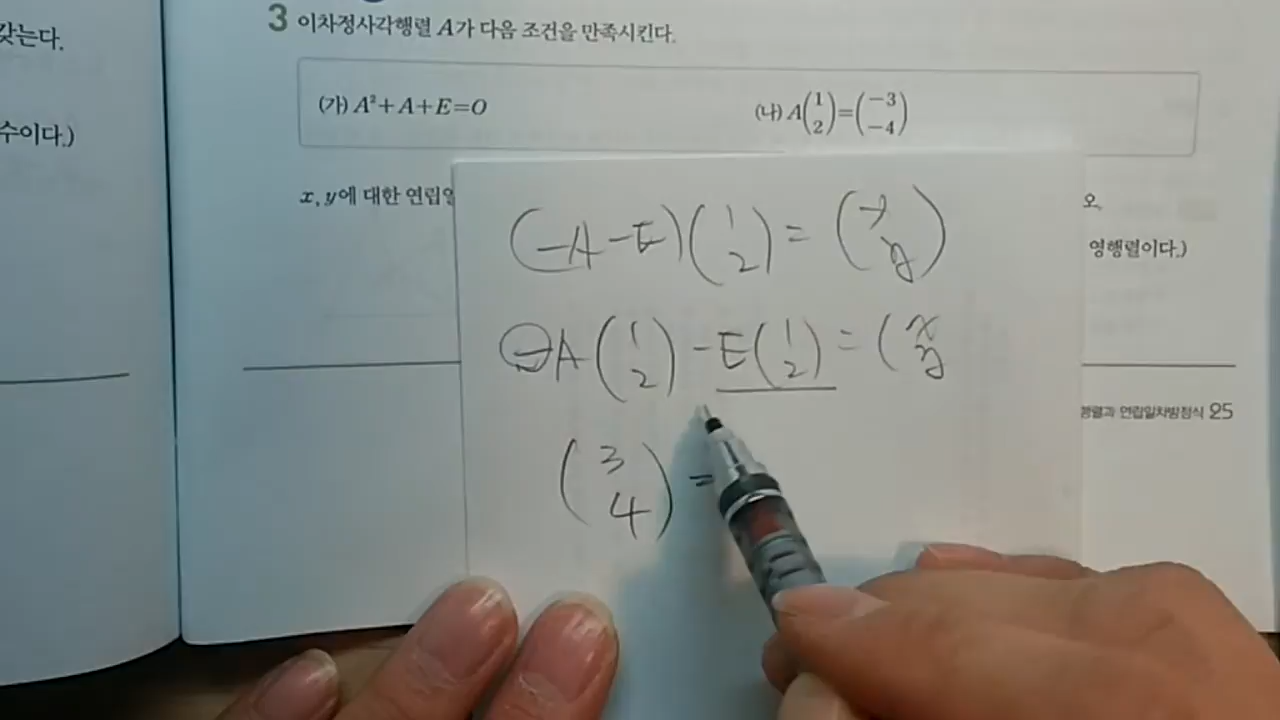 갖는다.
수이다.)
3 이차정사각행렬 A가 다음 조건을 만족시킨다.
(가) A²+A+E=O (나) A(1 2)=(-3 -4)
x, y에 대한 연립일
오.
영행렬이다.)
(-A-E)(1 2)=(x y)
-A(1 2)-E(1 2)=(x y
(3 4)-
행렬과 연립일차방정식 25